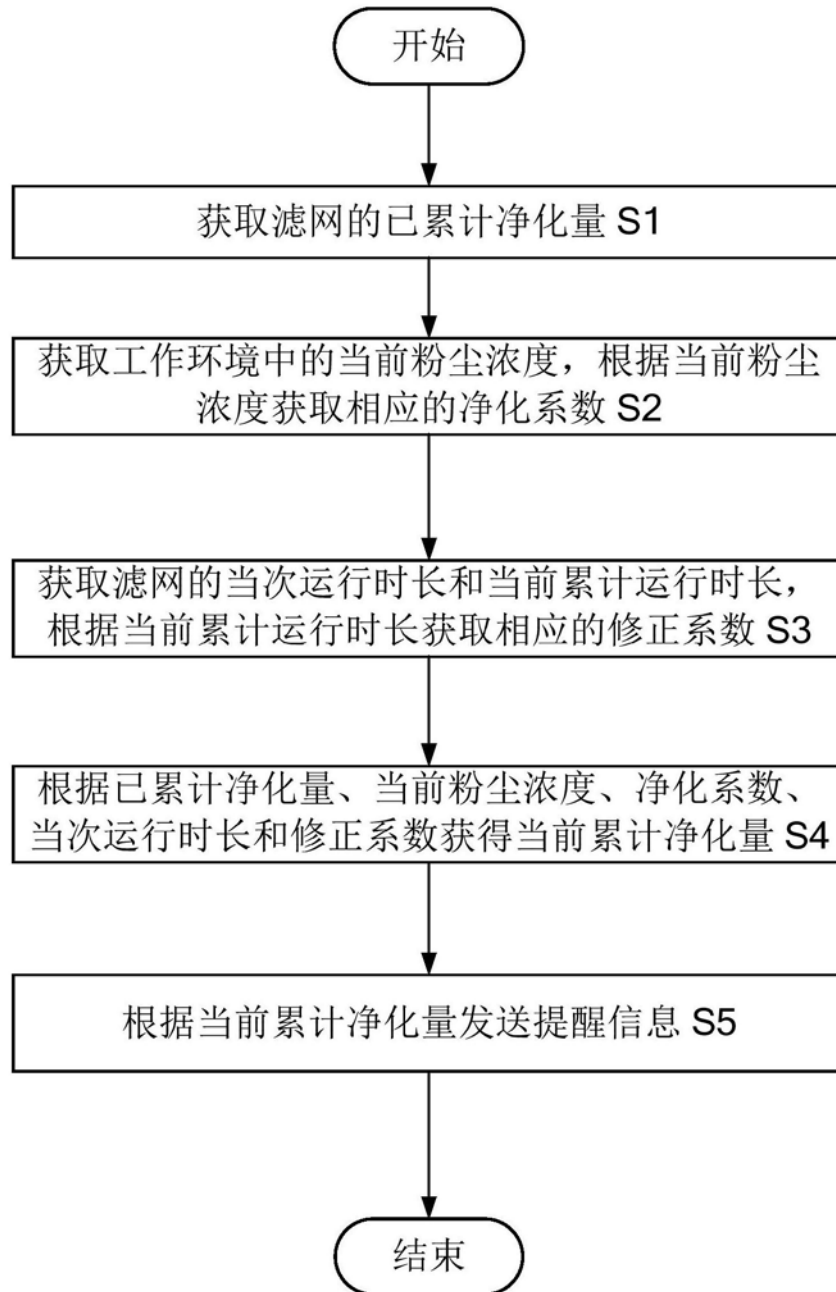 开始
获取滤网的已累计净化量 S1
获取工作环境中的当前粉尘浓度，根据当前粉尘
浓度获取相应的净化系数 S2
获取滤网的当次运行时长和当前累计运行时长，
根据当前累计运行时长获取相应的修正系数 S3
根据已累计净化量、当前粉尘浓度、净化系数、
当次运行时长和修正系数获得当前累计净化量 S4
根据当前累计净化量发送提醒信息 S5
结束